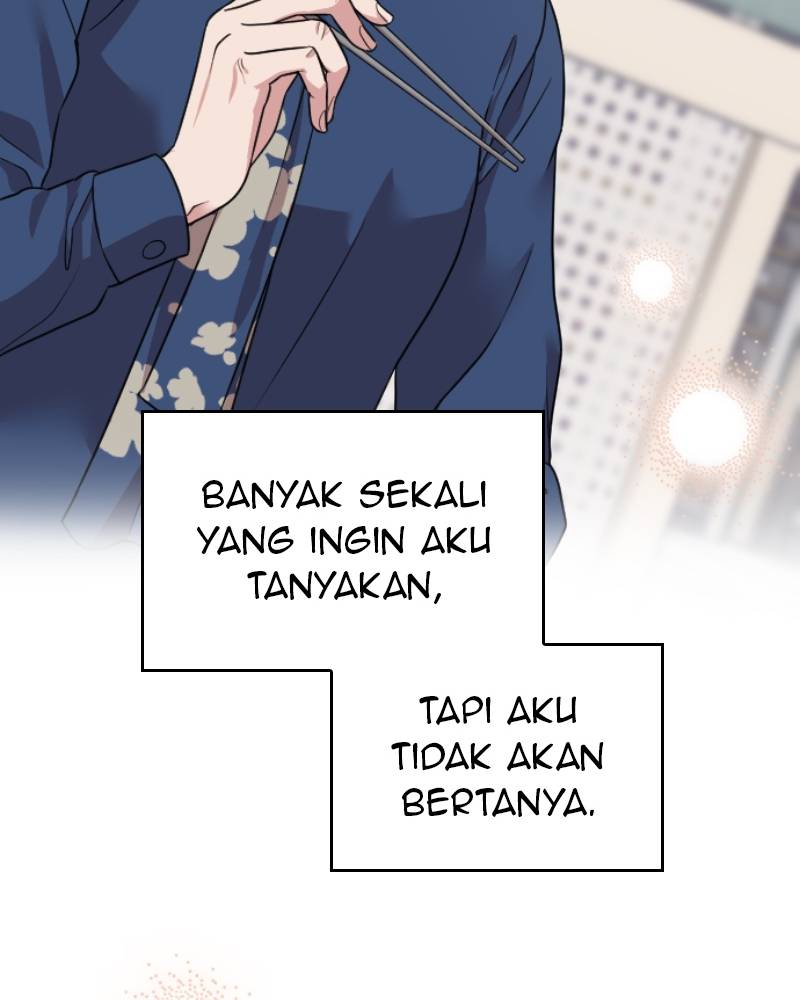 BANYAK SEKALI
YANG INGIN AKU
TANYAKAN,
TAPI AKU
TIDAK AKAN
BERTANYA.